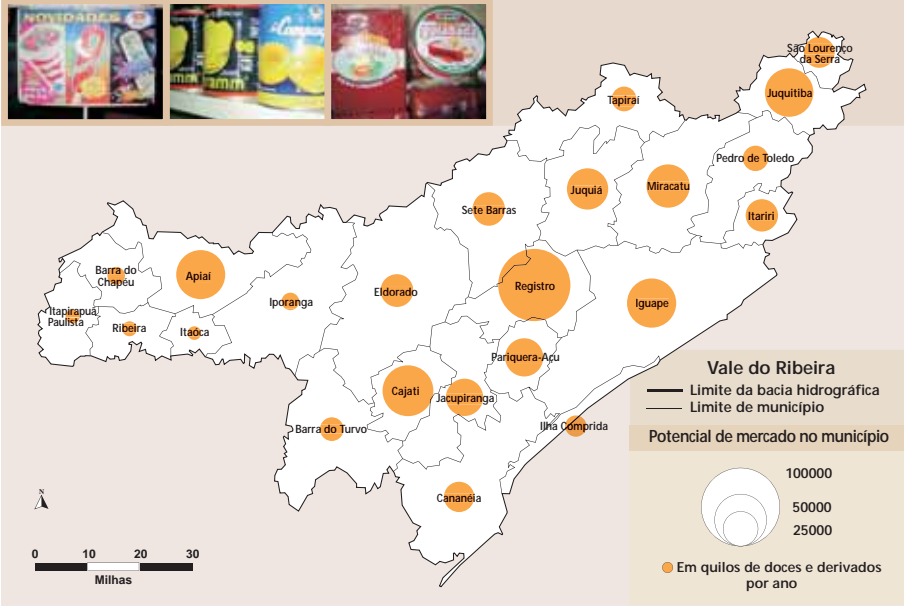 NOVIDADES
São Lourenço
da Serra
Juquitiba
Tapiraí
Pedro de Toledo
Juquiá
Miracatu
Sete Barras
Itariri
Barra do
Chapéu
Apiaí
Registro
Eldorado
Iporanga
Iguape
Itapirapuã
Paulista
Ribeira
Itaoca
Pariquera-Açu
Cajati
Jacupiranga
Barra do Turvo
Ilha Comprida
Cananéia
Vale do Ribeira
Limite da bacia hidrográfica
Limite de município
Potencial de mercado no município
100000
50000
25000
Em quilos de doces e derivados
por ano
N
0 10 20 30
Milhas